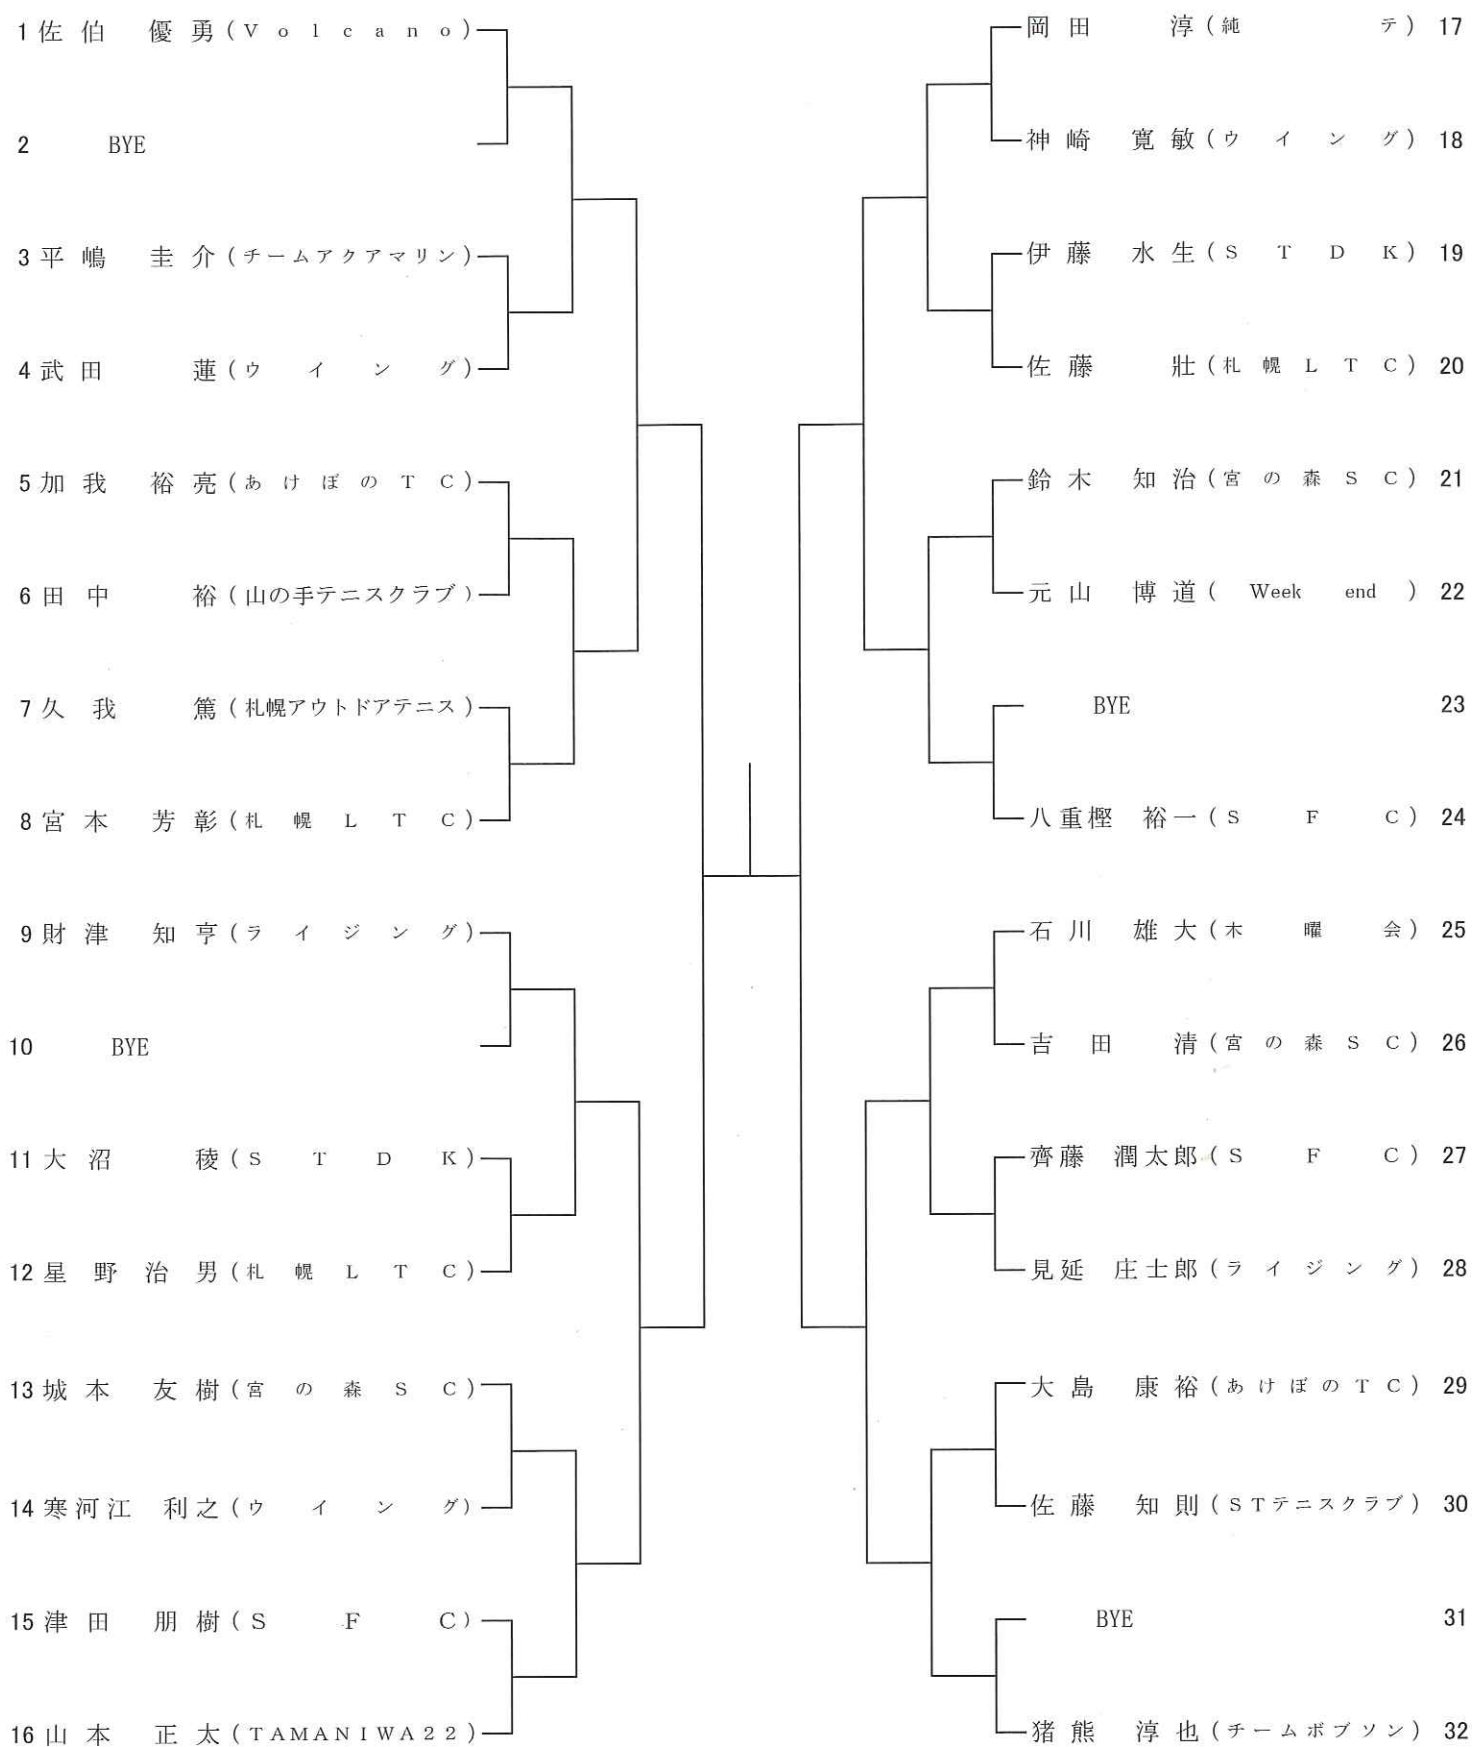 1 佐伯 優勇 (Volcano)
2 BYE
3 平嶋 圭介 (チームアクアマリン)
4 武田 蓮 (ウイング)
5 加我 裕亮 (あけぼのTC)
6 田中 裕 (山の手テニスクラブ)
7 久我 篤 (札幌アウトドアテニス)
8 宮本 芳彰 (札幌LTC)
9 財津 知亨 (ライジング)
10 BYE
11 大沼 稜 (STDK)
12 星野治男 (札幌LTC)
13 城本 友樹 (宮の森SC)
14 寒河江 利之 (ウイング)
15 津田 朋樹 (SFC)
16 山本 正太 (TAMANIWA22)
岡田 淳 (純テ) 17
神崎 寛敏 (ウイング) 18
伊藤 水生 (STDK) 19
佐藤 壯 (札幌LTC) 20
鈴木 知治 (宮の森SC) 21
元山 博道 (Week end) 22
BYE 23
八重樫 裕一 (SFC) 24
石川 雄大 (木曜会) 25
吉田 清 (宮の森SC) 26
齊藤 潤太郎 (SFC) 27
見延 庄士郎 (ライジング) 28
大島 康裕 (あけぼのTC) 29
佐藤 知則 (STテニスクラブ) 30
BYE 31
猪熊 淳也 (チームボブソン) 32